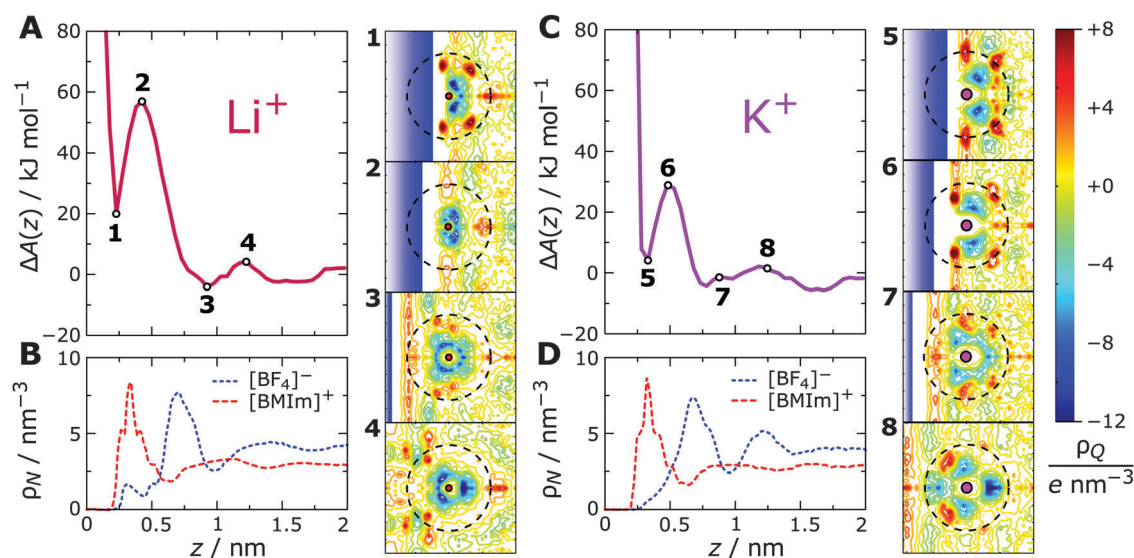 A
80
60
40
20
0
−20
ΔA(z) / kJ mol−1
Li+
1
2
3
4
B
10
5
0
ρN / nm−3
[BF4]−
[BMIm]+
0
0.5
1
1.5
2
z / nm
1
2
3
4
C
80
60
40
20
0
−20
ΔA(z) / kJ mol−1
K+
5
6
7
8
D
10
5
0
ρN / nm−3
[BF4]−
[BMIm]+
0
0.5
1
1.5
2
z / nm
5
6
7
8
+8
+4
+0
−4
−8
−12
ρQ
e nm−3